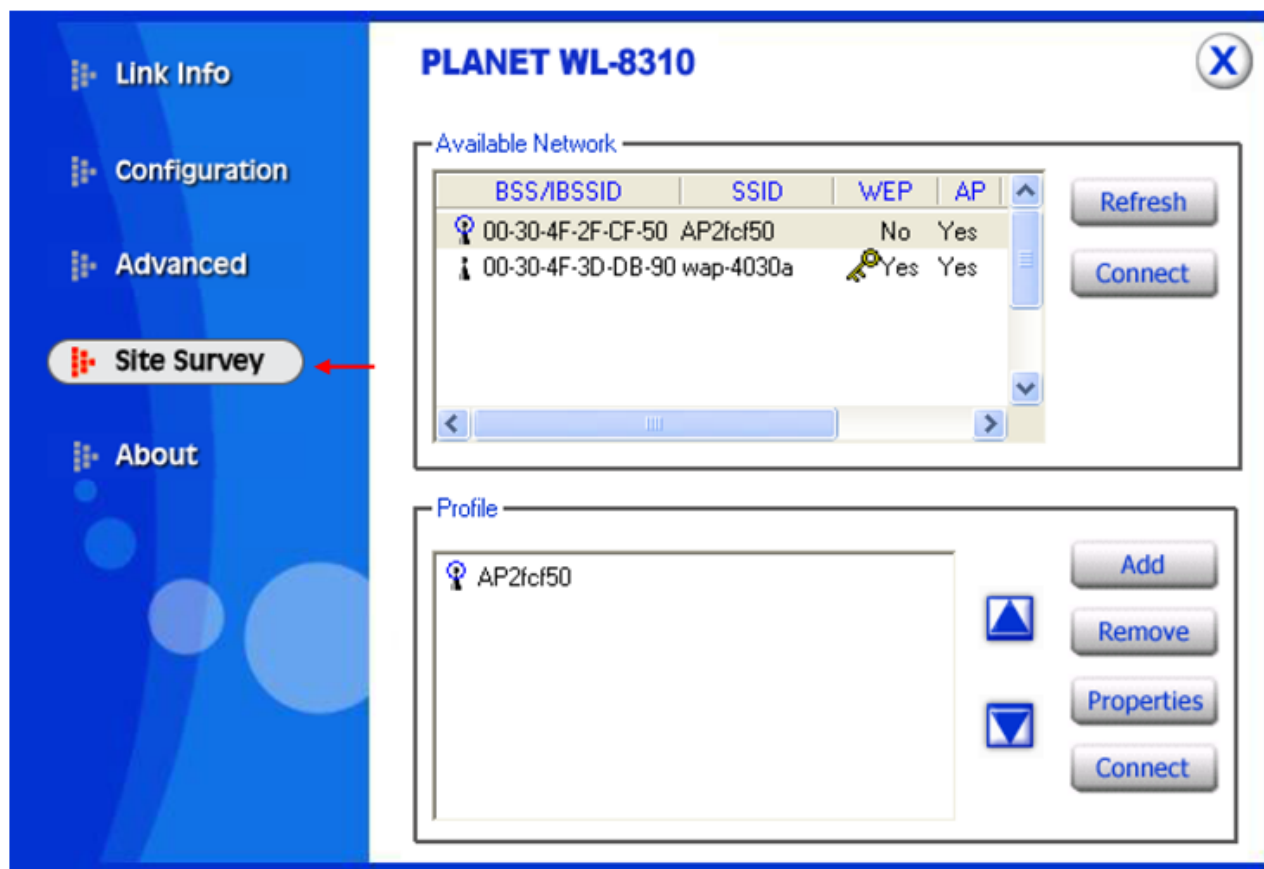 Link Info
Configuration
Advanced
Site Survey
About
PLANET WL-8310
X
Available Network
BSS/IBSSID SSID WEP AP
00-30-4F-2F-CF-50 AP2fcf50 No Yes
00-30-4F-3D-DB-90 wap-4030a Yes Yes
Refresh
Connect
Profile
AP2fcf50
Add
Remove
Properties
Connect